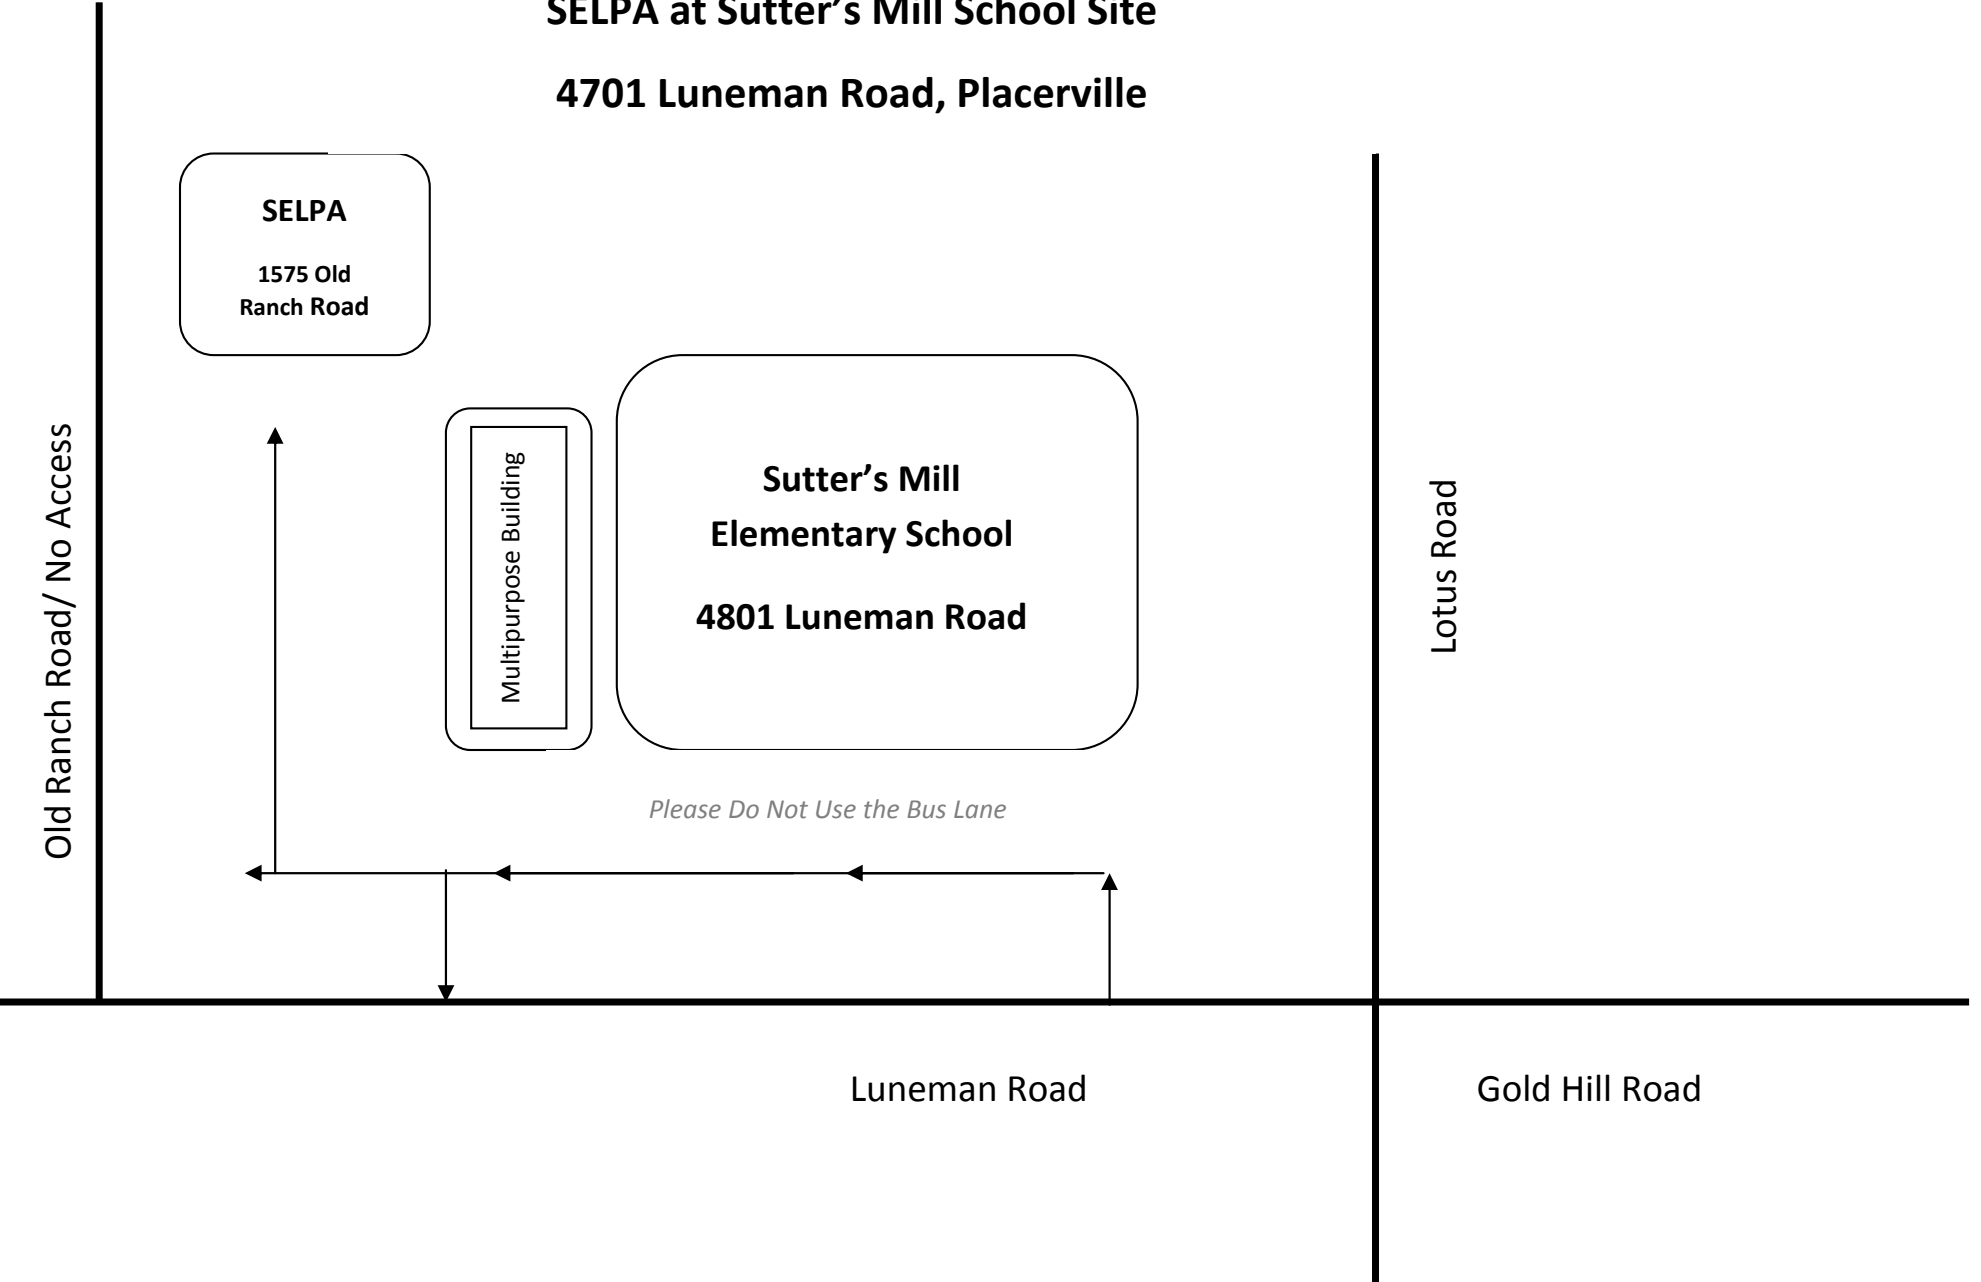 SELPA at Sutter’s Mill School Site
4701 Luneman Road, Placerville
SELPA
1575 Old
Ranch Road
Old Ranch Road/ No Access
Multipurpose Building
Sutter’s Mill
Elementary School
4801 Luneman Road
Lotus Road
Please Do Not Use the Bus Lane
Luneman Road
Gold Hill Road